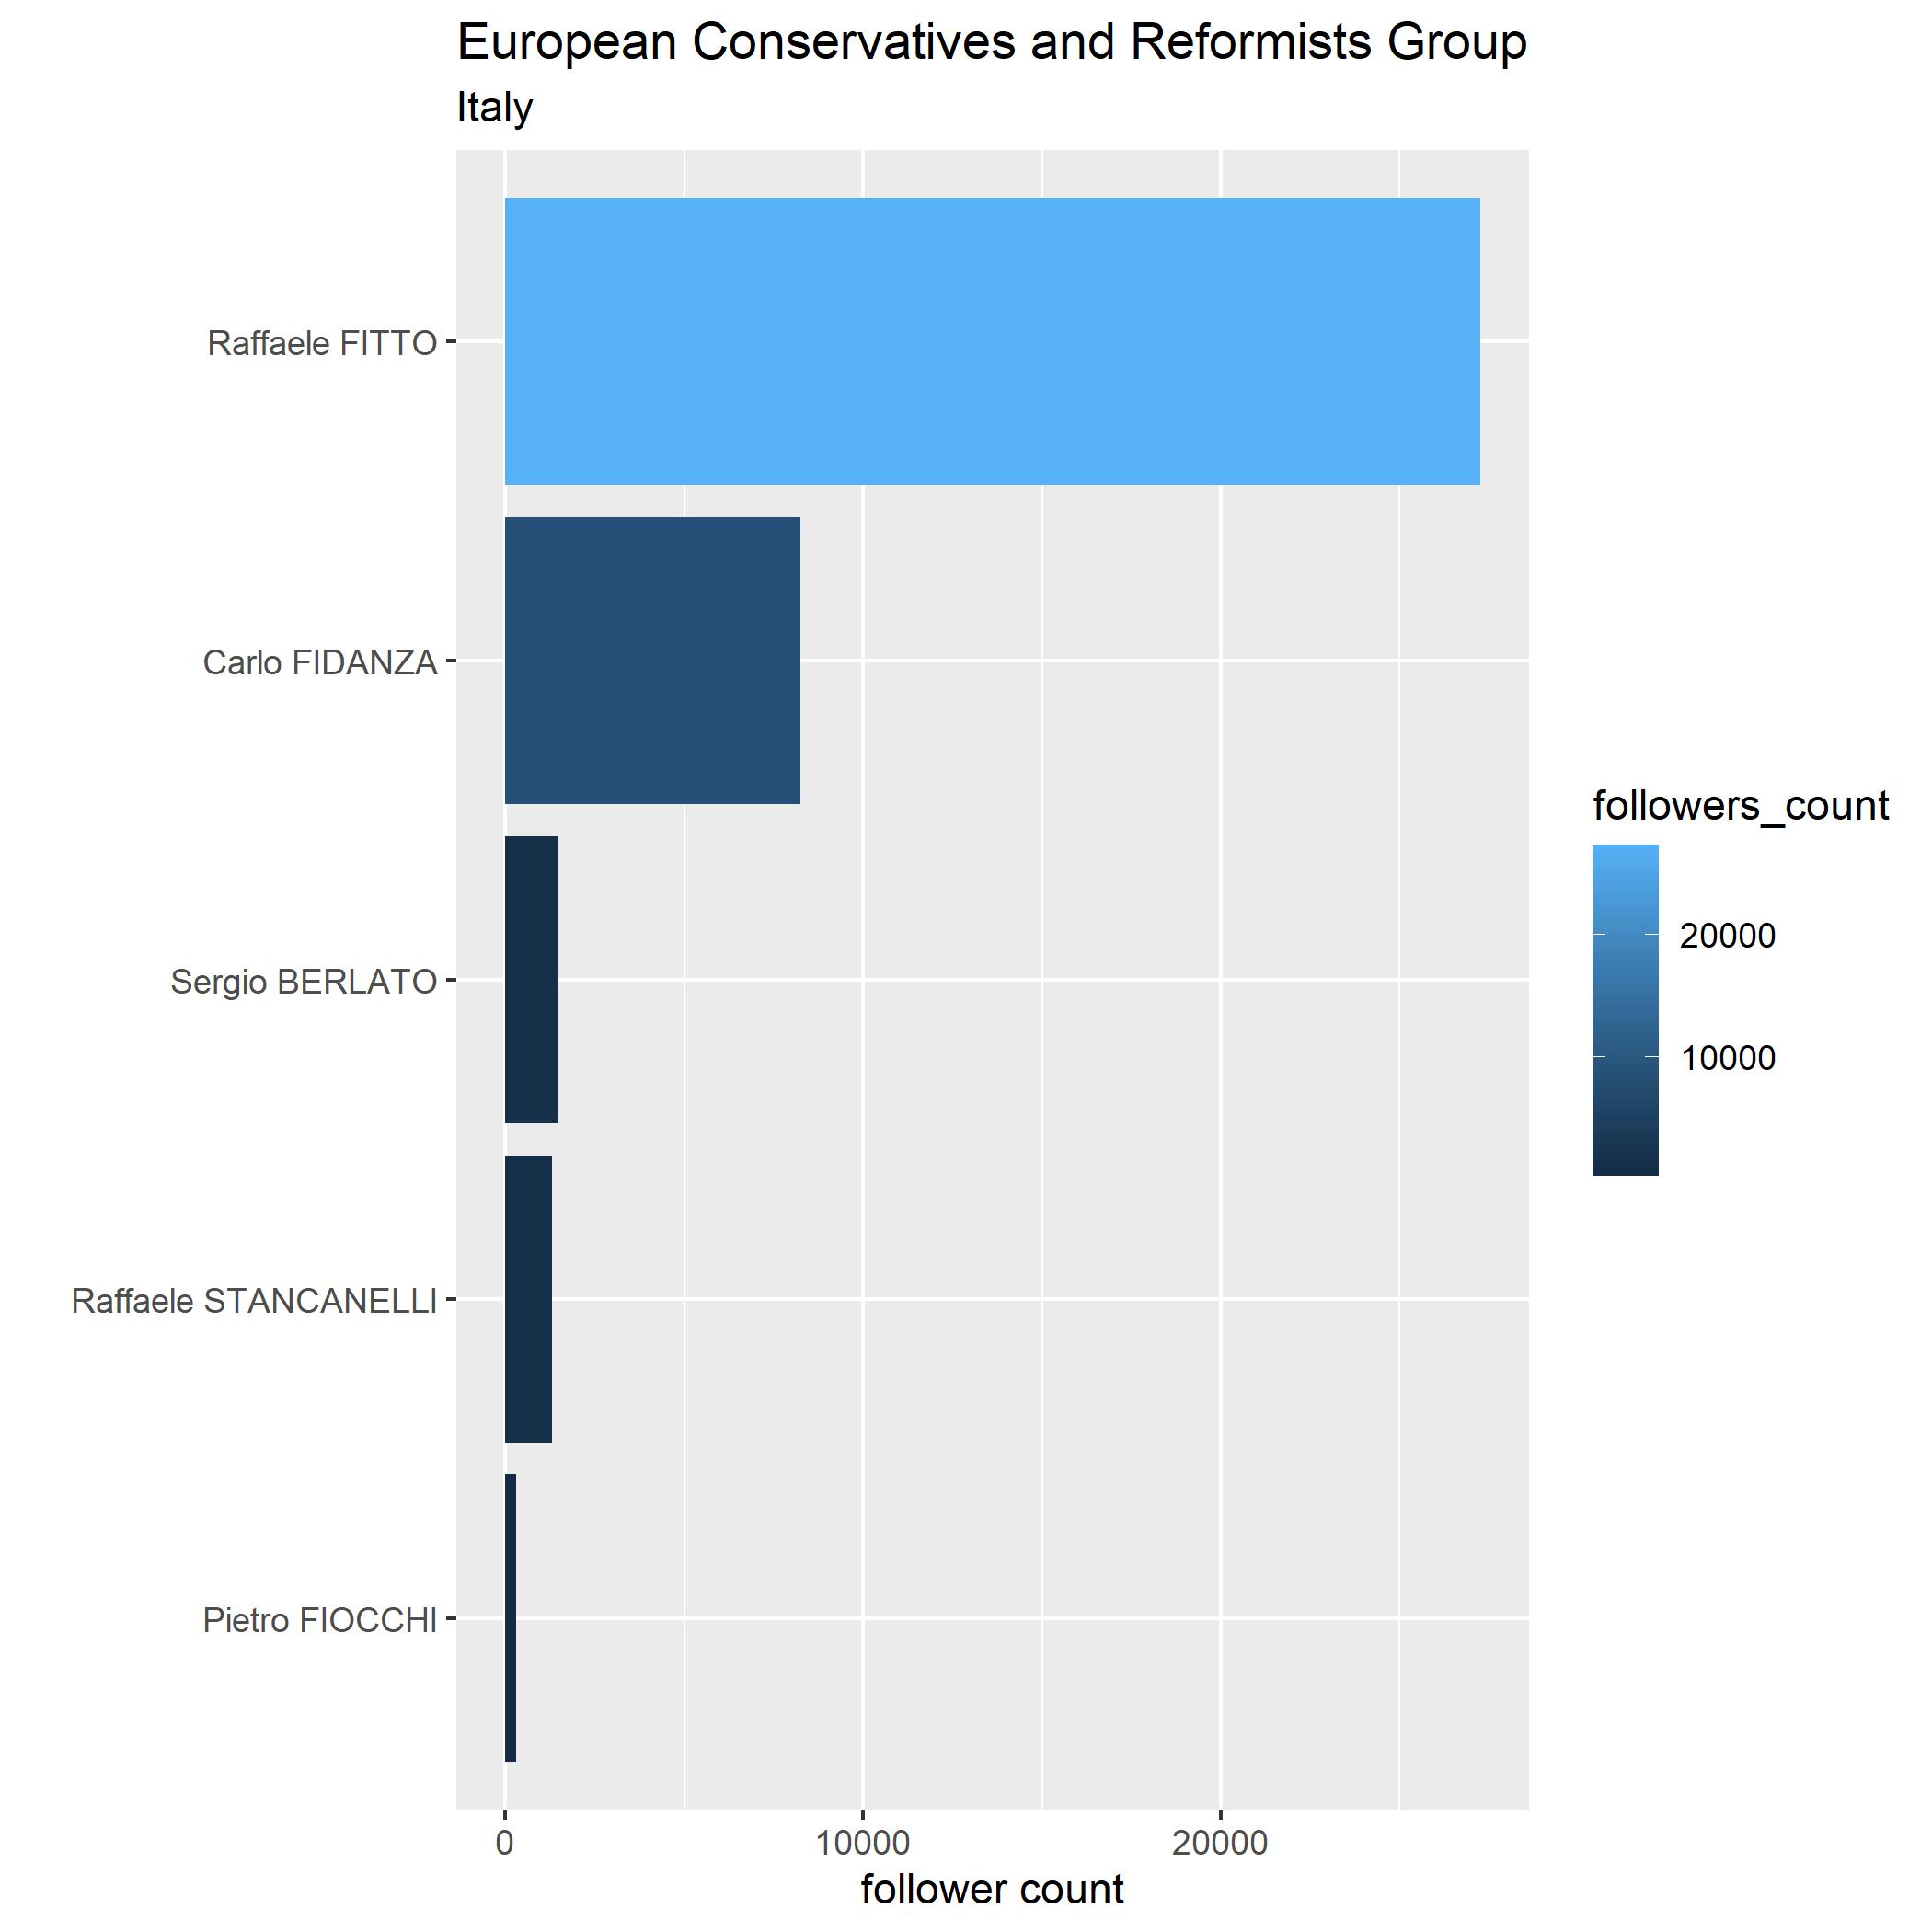 European Conservatives and Reformists Group
Italy
Raffaele FITTO
Carlo FIDANZA
Sergio BERLATO
Raffaele STANCANELLI
Pietro FIOCCHI
0
10000
20000
follower count
followers_count
20000
10000